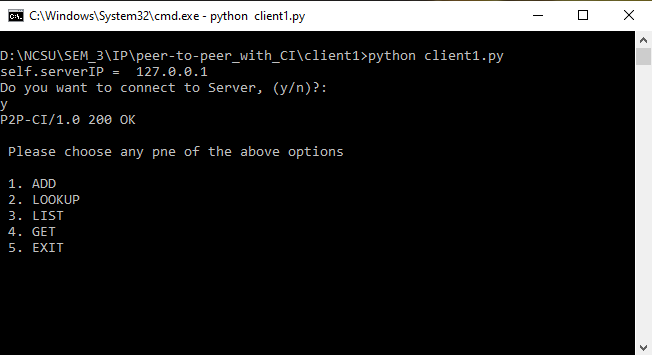 C:\Windows\System32\cmd.exe - python  client1.py
D:\NCSU\SEM_3\IP\peer-to-peer_with_CI\client1>python client1.py
self.serverIP =  127.0.0.1
Do you want to connect to Server, (y/n)?:
y
P2P-CI/1.0 200 OK
Please choose any pne of the above options
1. ADD
2. LOOKUP
3. LIST
4. GET
5. EXIT